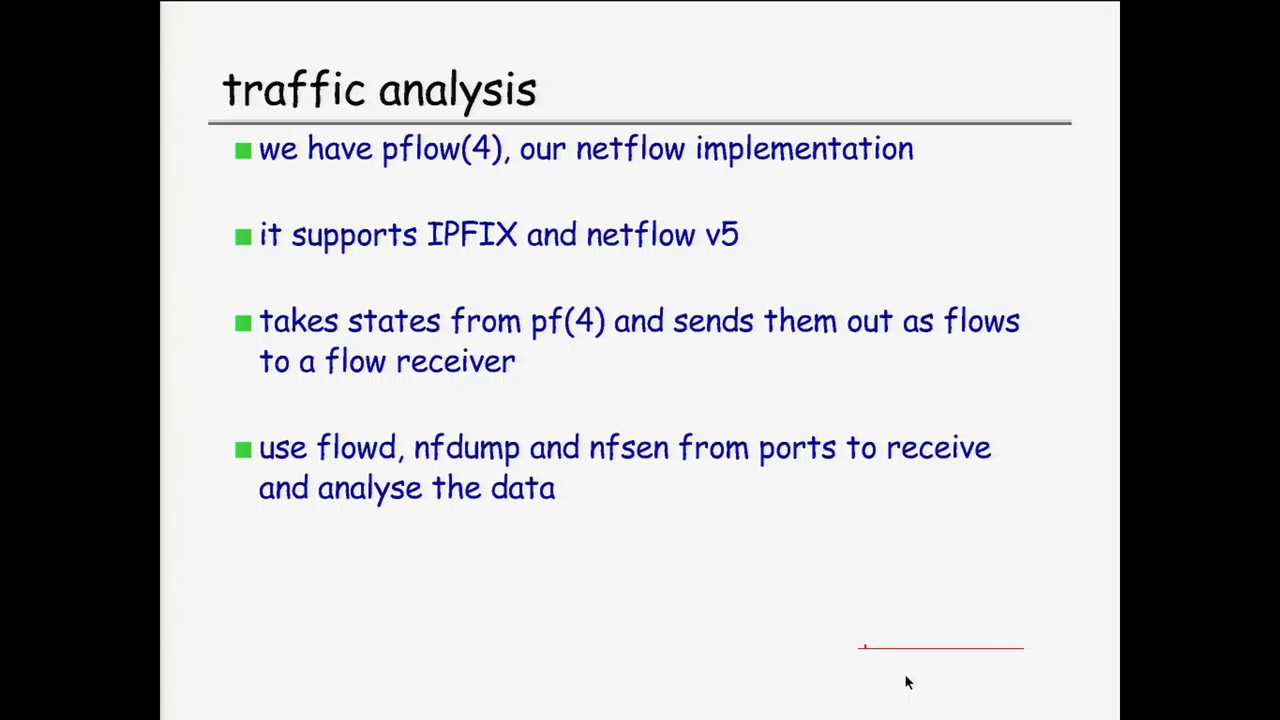 traffic analysis
we have pflow(4), our netflow implementation
it supports IPFIX and netflow v5
takes states from pf(4) and sends them out as flows
to a flow receiver
use flowd, nfdump and nfsen from ports to receive
and analyse the data